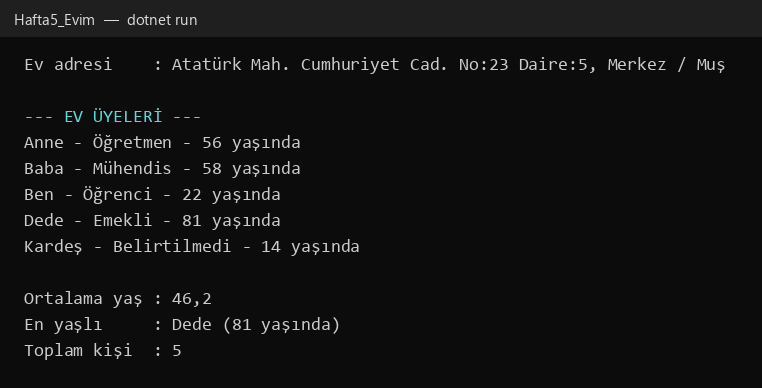 Hafta5_Evim — dotnet run
Ev adresi    : Atatürk Mah. Cumhuriyet Cad. No:23 Daire:5, Merkez / Muş
--- EV ÜYELERİ ---
Anne - Öğretmen - 56 yaşında
Baba - Mühendis - 58 yaşında
Ben - Öğrenci - 22 yaşında
Dede - Emekli - 81 yaşında
Kardeş - Belirtilmedi - 14 yaşında
Ortalama yaş : 46,2
En yaşlı     : Dede (81 yaşında)
Toplam kişi  : 5